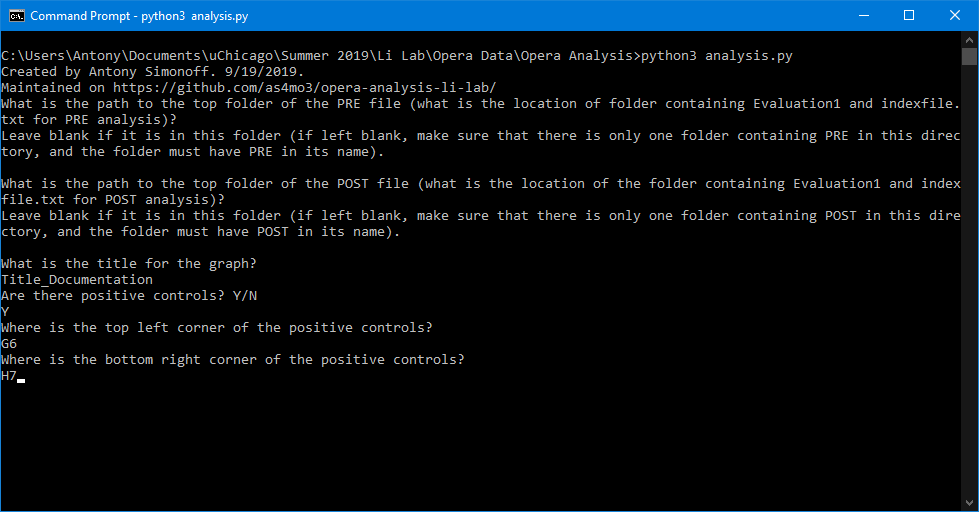 Command Prompt - python3 analysis.py
C:\Users\Antony\Documents\uChicago\Summer 2019\Li Lab\Opera Data\Opera Analysis>python3 analysis.py
Created by Antony Simonoff. 9/19/2019.
Maintained on https://github.com/as4mo3/opera-analysis-li-lab/
What is the path to the top folder of the PRE file (what is the location of folder containing Evaluation1 and indexfile.
txt for PRE analysis)?
Leave blank if it is in this folder (if left blank, make sure that there is only one folder containing PRE in this direc
tory, and the folder must have PRE in its name).
What is the path to the top folder of the POST file (what is the location of the folder containing Evaluation1 and index
file.txt for POST analysis)?
Leave blank if it is in this folder (if left blank, make sure that there is only one folder containing POST in this dire
ctory, and the folder must have POST in its name).
What is the title for the graph?
Title_Documentation
Are there positive controls? Y/N
Y
Where is the top left corner of the positive controls?
G6
Where is the bottom right corner of the positive controls?
H7